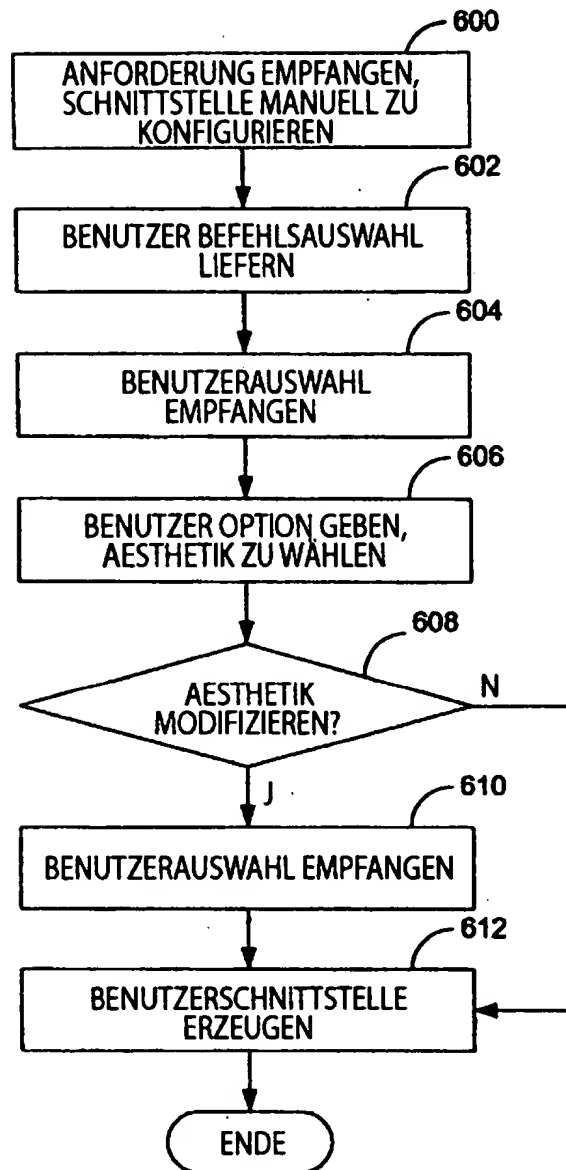 600
ANFORDERUNG EMPFANGEN,
SCHNITTSTELLE MANUELL ZU
KONFIGURIEREN
602
BENUTZER BEFEHLSAUSWAHL
LIEFERN
604
BENUTZERAUSWAHL
EMPFANGEN
606
BENUTZER OPTION GEBEN,
AESTHETIK ZU WÄHLEN
608
AESTHETIK
MODIFIZIEREN?
N
J
610
BENUTZERAUSWAHL EMPFANGEN
612
BENUTZERSCHNITTSTELLE
ERZEUGEN
ENDE